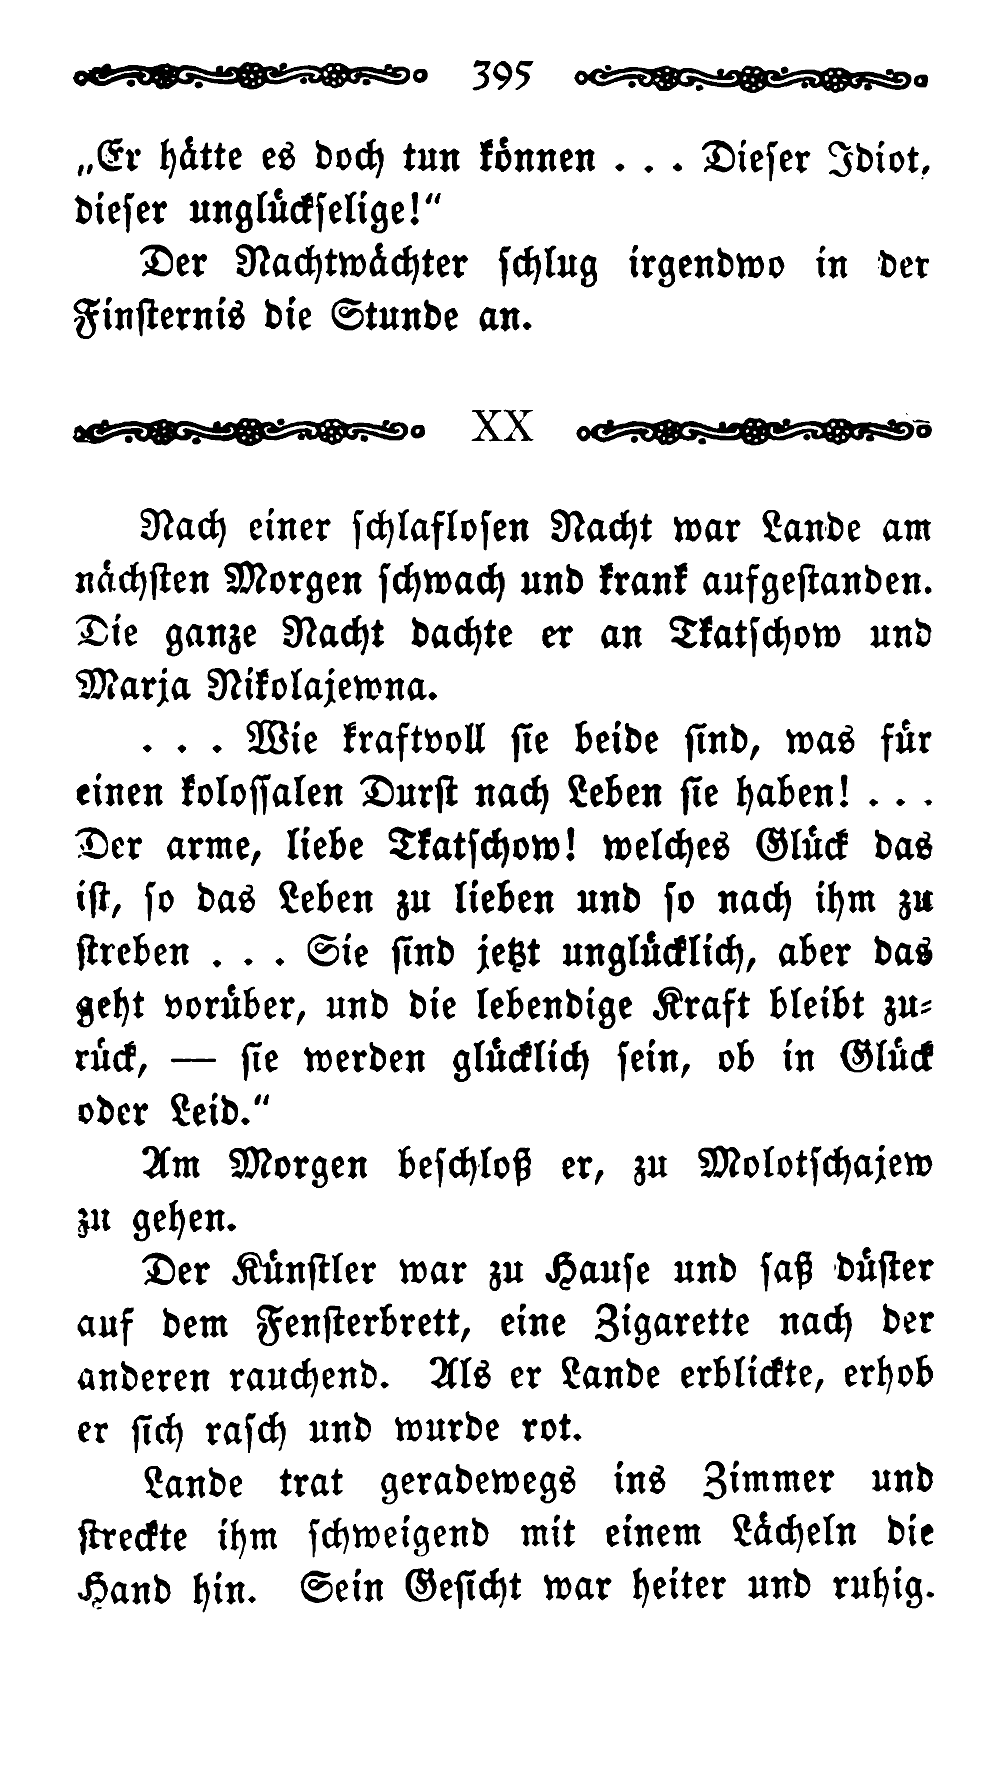 395
„Er hätte es doch tun können . . . Dieser Idiot,
dieser unglückselige!“
Der Nachtwächter schlug irgendwo in der
Finsternis die Stunde an.
XX
Nach einer schlaflosen Nacht war Lande am
nächsten Morgen schwach und krank aufgestanden.
Die ganze Nacht dachte er an Tkatschow und
Marja Nikolajewna.
. . . Wie kraftvoll sie beide sind, was für
einen kolossalen Durst nach Leben sie haben! . . .
Der arme, liebe Tkatschow! welches Glück das
ist, so das Leben zu lieben und so nach ihm zu
streben . . . Sie sind jetzt unglücklich, aber das
geht vorüber, und die lebendige Kraft bleibt zu-
rück, — sie werden glücklich sein, ob in Glück
oder Leid.“
Am Morgen beschloß er, zu Molotschajew
zu gehen.
Der Künstler war zu Hause und saß düster
auf dem Fensterbrett, eine Zigarette nach der
anderen rauchend. Als er Lande erblickte, erhob
er sich rasch und wurde rot.
Lande trat geradewegs ins Zimmer und
streckte ihm schweigend mit einem Lächeln die
Hand hin. Sein Gesicht war heiter und ruhig.